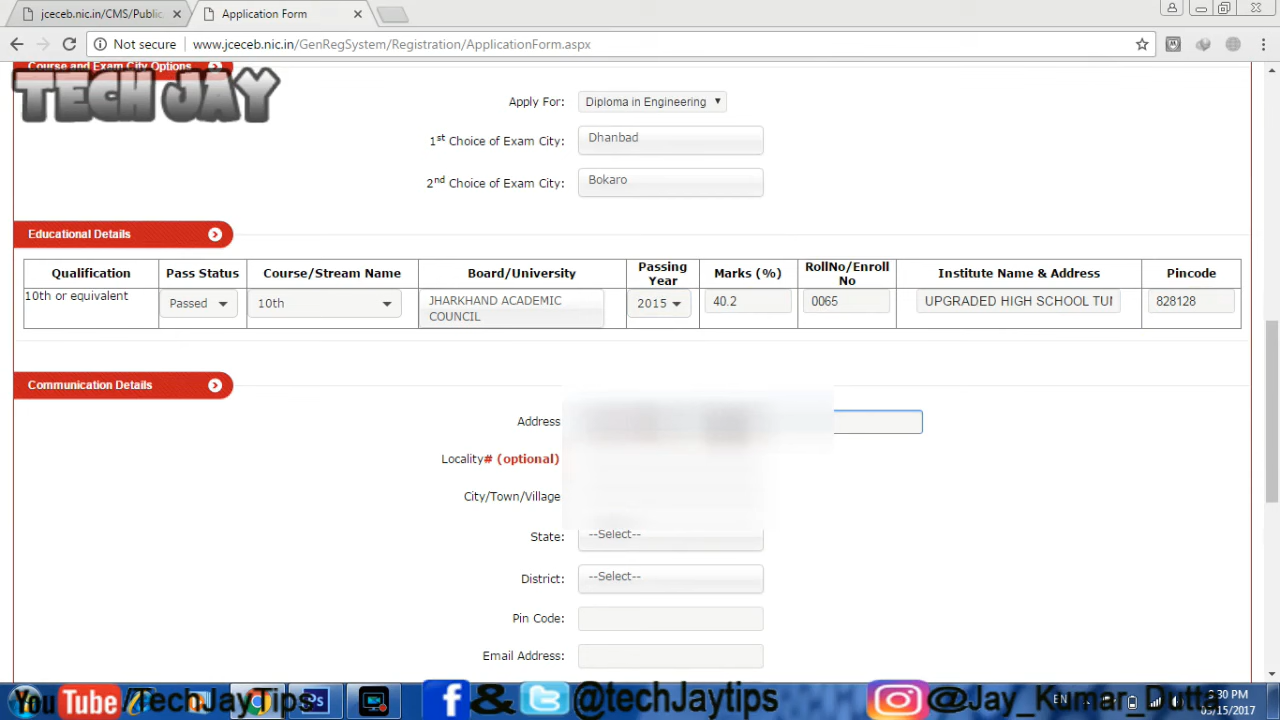 jceceb.nic.in/CMS/Public
Application Form
Not secure www.jceceb.nic.in/GenRegSystem/Registration/ApplicationForm.aspx
Course and Exam City Options
TECH JAY
Apply For: Diploma in Engineering
1st Choice of Exam City: Dhanbad
2nd Choice of Exam City: Bokaro
Educational Details
Qualification Pass Status Course/Stream Name Board/University Passing Year Marks (%) RollNo/Enroll No Institute Name & Address Pincode
10th or equivalent Passed 10th JHARKHAND ACADEMIC COUNCIL 2015 40.2 0065 UPGRADED HIGH SCHOOL TUN 828128
Communication Details
Address
Locality# (optional)
City/Town/Village
State: --Select--
District: --Select--
Pin Code:
Email Address:
YouTube/TechJayTips f & @techJaytips @Jay_Kumar_Dutta
Ps
EN
:30 PM
/15/2017